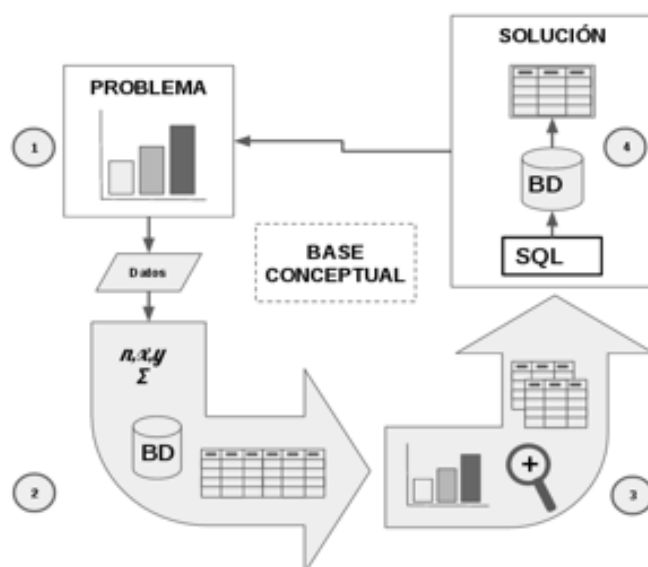 SOLUCIÓN
PROBLEMA
1
4
BD
SQL
BASE
CONCEPTUAL
Datos
n,x,y
Σ
BD
2
3